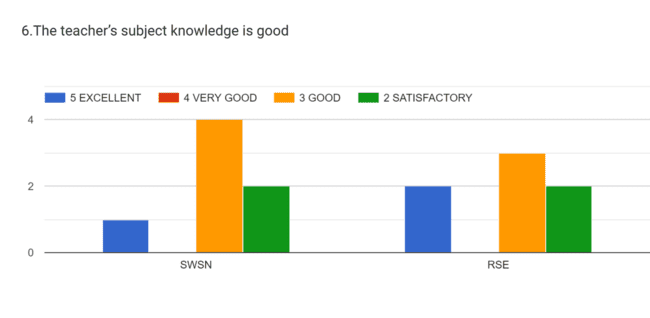 6.The teacher's subject knowledge is good
5 EXCELLENT 4 VERY GOOD 3 GOOD 2 SATISFACTORY
4
2
0
SWSN RSE